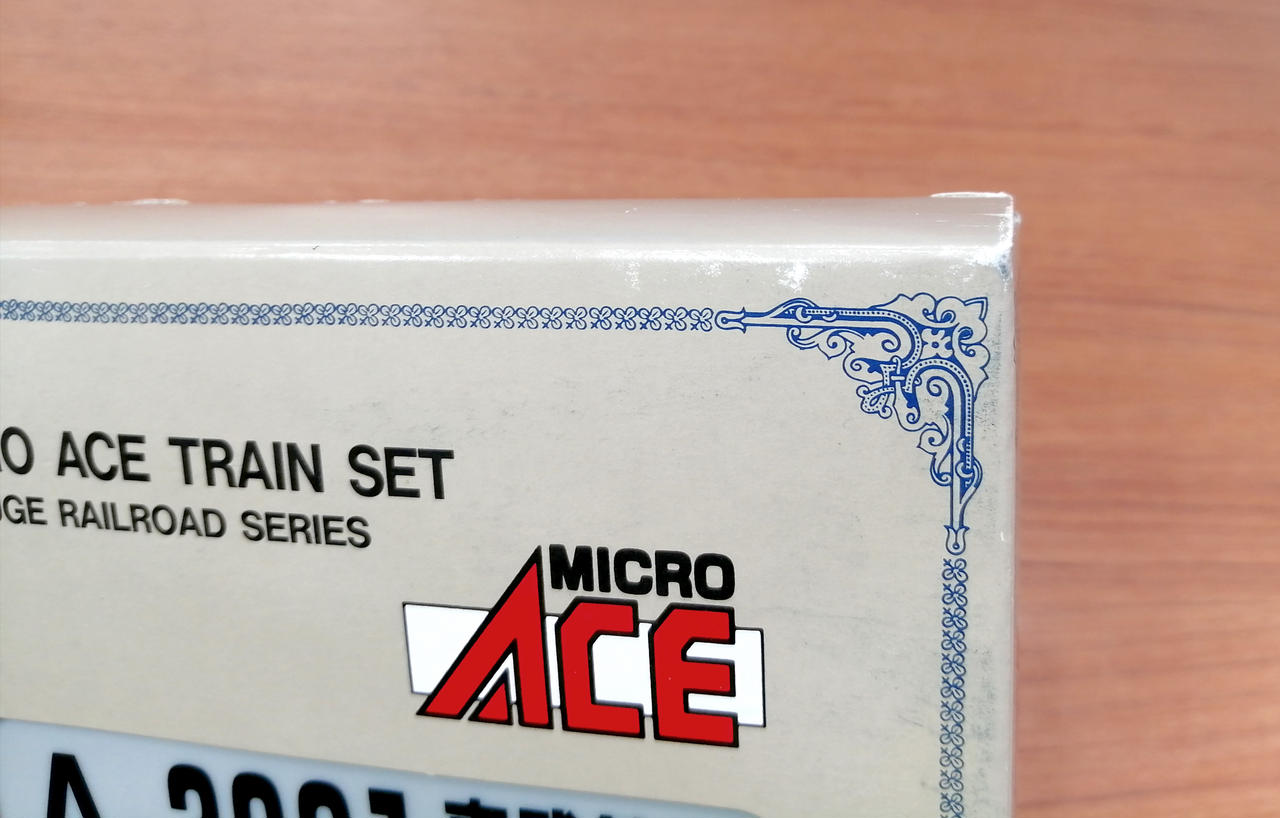 O ACE TRAIN SET
GE RAILROAD SERIES
MICRO
ACE
A